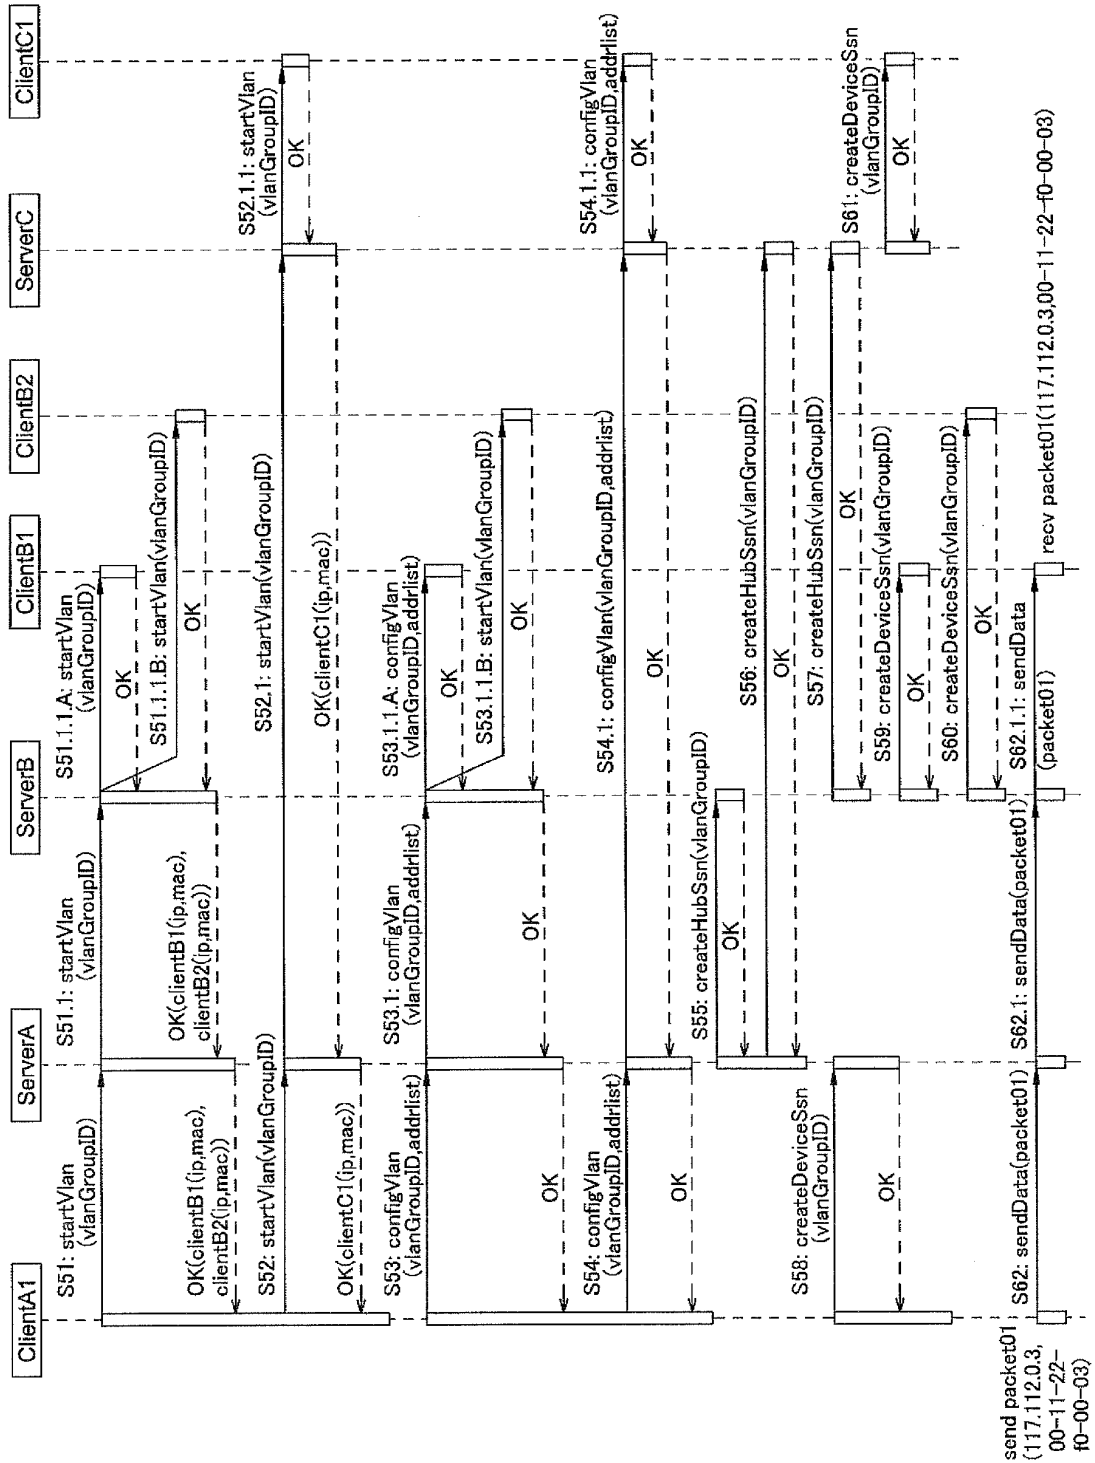 ClientA1
ServerA
ServerB
ClientB1
ClientB2
ServerC
ClientC1
S51: startVlan
(vlanGroupID)
S51.1: startVlan
(vlanGroupID)
S51.1.1.A: startVlan
(vlanGroupID)
OK
S51.1.1.B: startVlan(vlanGroupID)
OK
OK(clientB1(ip,mac),
clientB2(ip,mac))
OK(clientB1(ip,mac),
clientB2(ip,mac))
S52: startVlan(vlanGroupID)
S52.1: startVlan(vlanGroupID)
S52.1.1: startVlan
(vlanGroupID)
OK
OK(clientC1(ip,mac))
OK(clientC1(ip,mac))
S53: configVlan
(vlanGroupID,addrlist)
S53.1: configVlan
(vlanGroupID,addrlist)
S53.1.1.A: configVlan
(vlanGroupID,addrlist)
OK
S53.1.1.B: startVlan(vlanGroupID)
OK
OK
OK
S54: configVlan
(vlanGroupID,addrlist)
S54.1: configVlan(vlanGroupID,addrlist)
S54.1.1: configVlan
(vlanGroupID,addrlist)
OK
OK
OK
S55: createHubSsn(vlanGroupID)
OK
S56: createHubSsn(vlanGroupID)
OK
S57: createHubSsn(vlanGroupID)
OK
S58: createDeviceSsn
(vlanGroupID)
OK
S59: createDeviceSsn(vlanGroupID)
OK
S60: createDeviceSsn(vlanGroupID)
OK
S61: createDeviceSsn
(vlanGroupID)
OK
send packet01
(117.112.0.3,
00-11-22-
f0-00-03)
S62: sendData(packet01)
S62.1: sendData(packet01)
S62.1.1: sendData
(packet01)
recv packet01(117.112.0.3,00-11-22-f0-00-03)